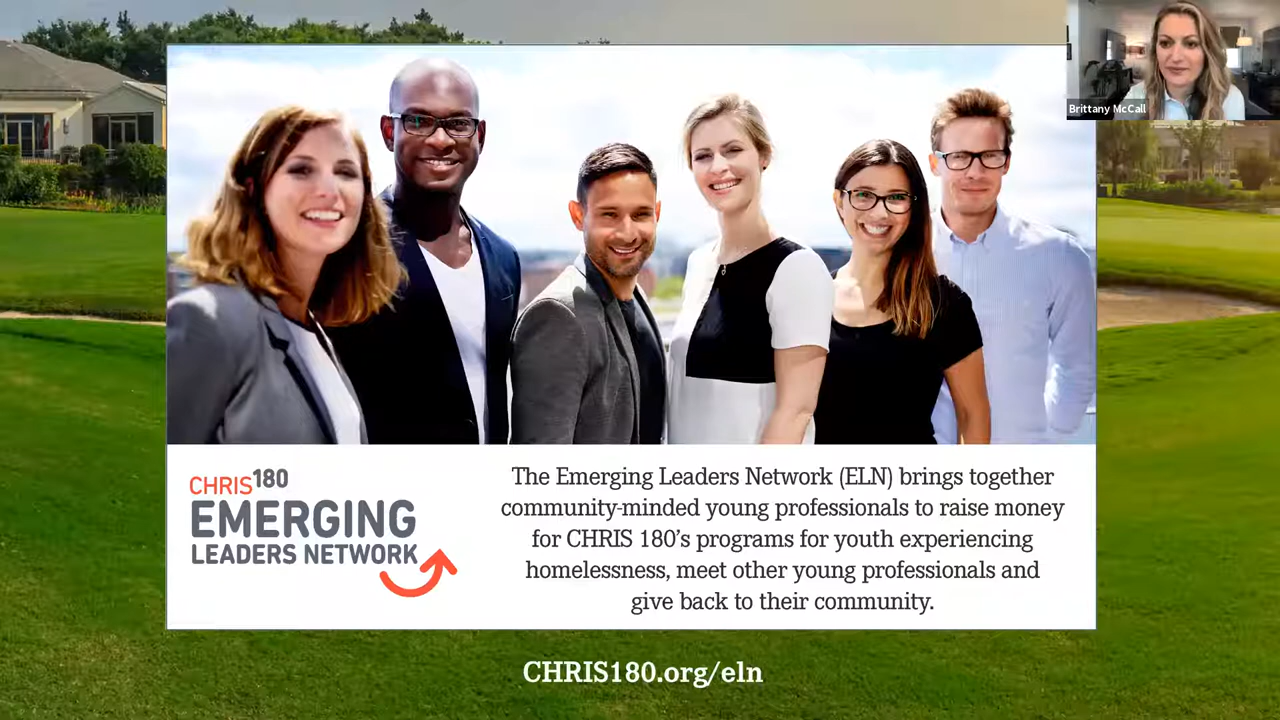 Brittany McCall
CHRIS180
EMERGING
LEADERS NETWORK
The Emerging Leaders Network (ELN) brings together
community-minded young professionals to raise money
for CHRIS 180’s programs for youth experiencing
homelessness, meet other young professionals and
give back to their community.
CHRIS180.org/eln